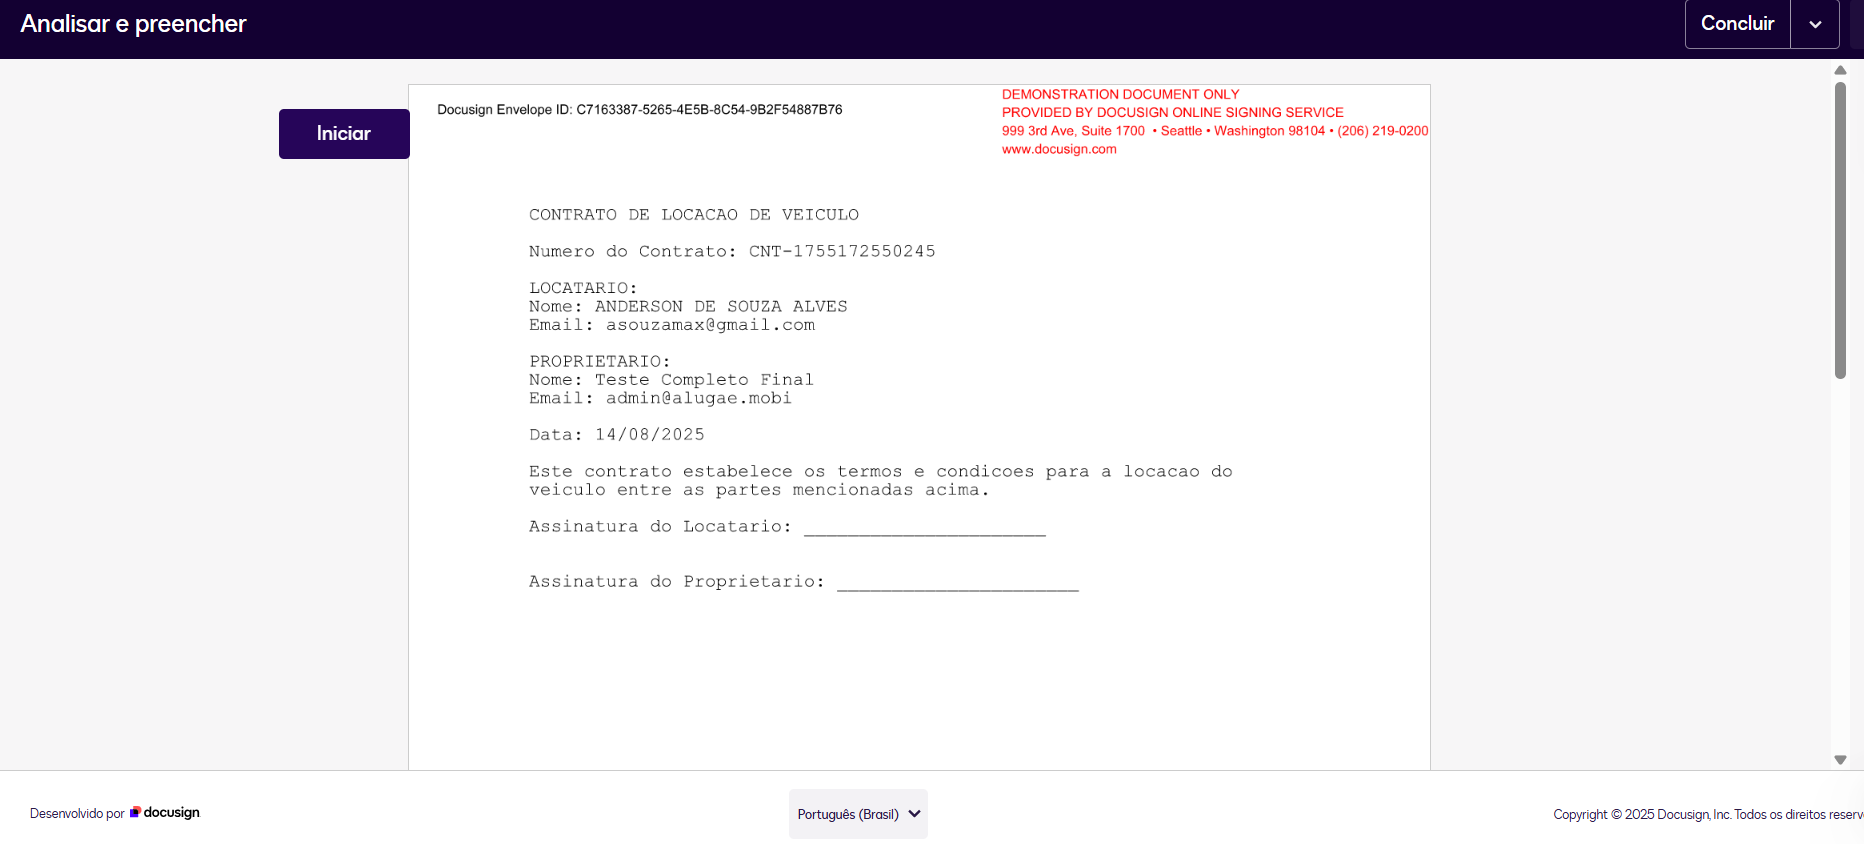 Analisar e preencher
Concluir
Iniciar
Docusign Envelope ID: C7163387-5265-4E5B-8C54-9B2F54887B76
DEMONSTRATION DOCUMENT ONLY
PROVIDED BY DOCUSIGN ONLINE SIGNING SERVICE
999 3rd Ave, Suite 1700 • Seattle • Washington 98104 • (206) 219-0200
www.docusign.com
CONTRATO DE LOCACAO DE VEICULO
Numero do Contrato: CNT-1755172550245
LOCATARIO:
Nome: ANDERSON DE SOUZA ALVES
Email: asouzamax@gmail.com
PROPRIETARIO:
Nome: Teste Completo Final
Email: admin@alugae.mobi
Data: 14/08/2025
Este contrato estabelece os termos e condicoes para a locacao do
veiculo entre as partes mencionadas acima.
Assinatura do Locatario: ______________________
Assinatura do Proprietario: ______________________
Desenvolvido por docusign
Português (Brasil)
Copyright © 2025 Docusign, Inc. Todos os direitos reserv